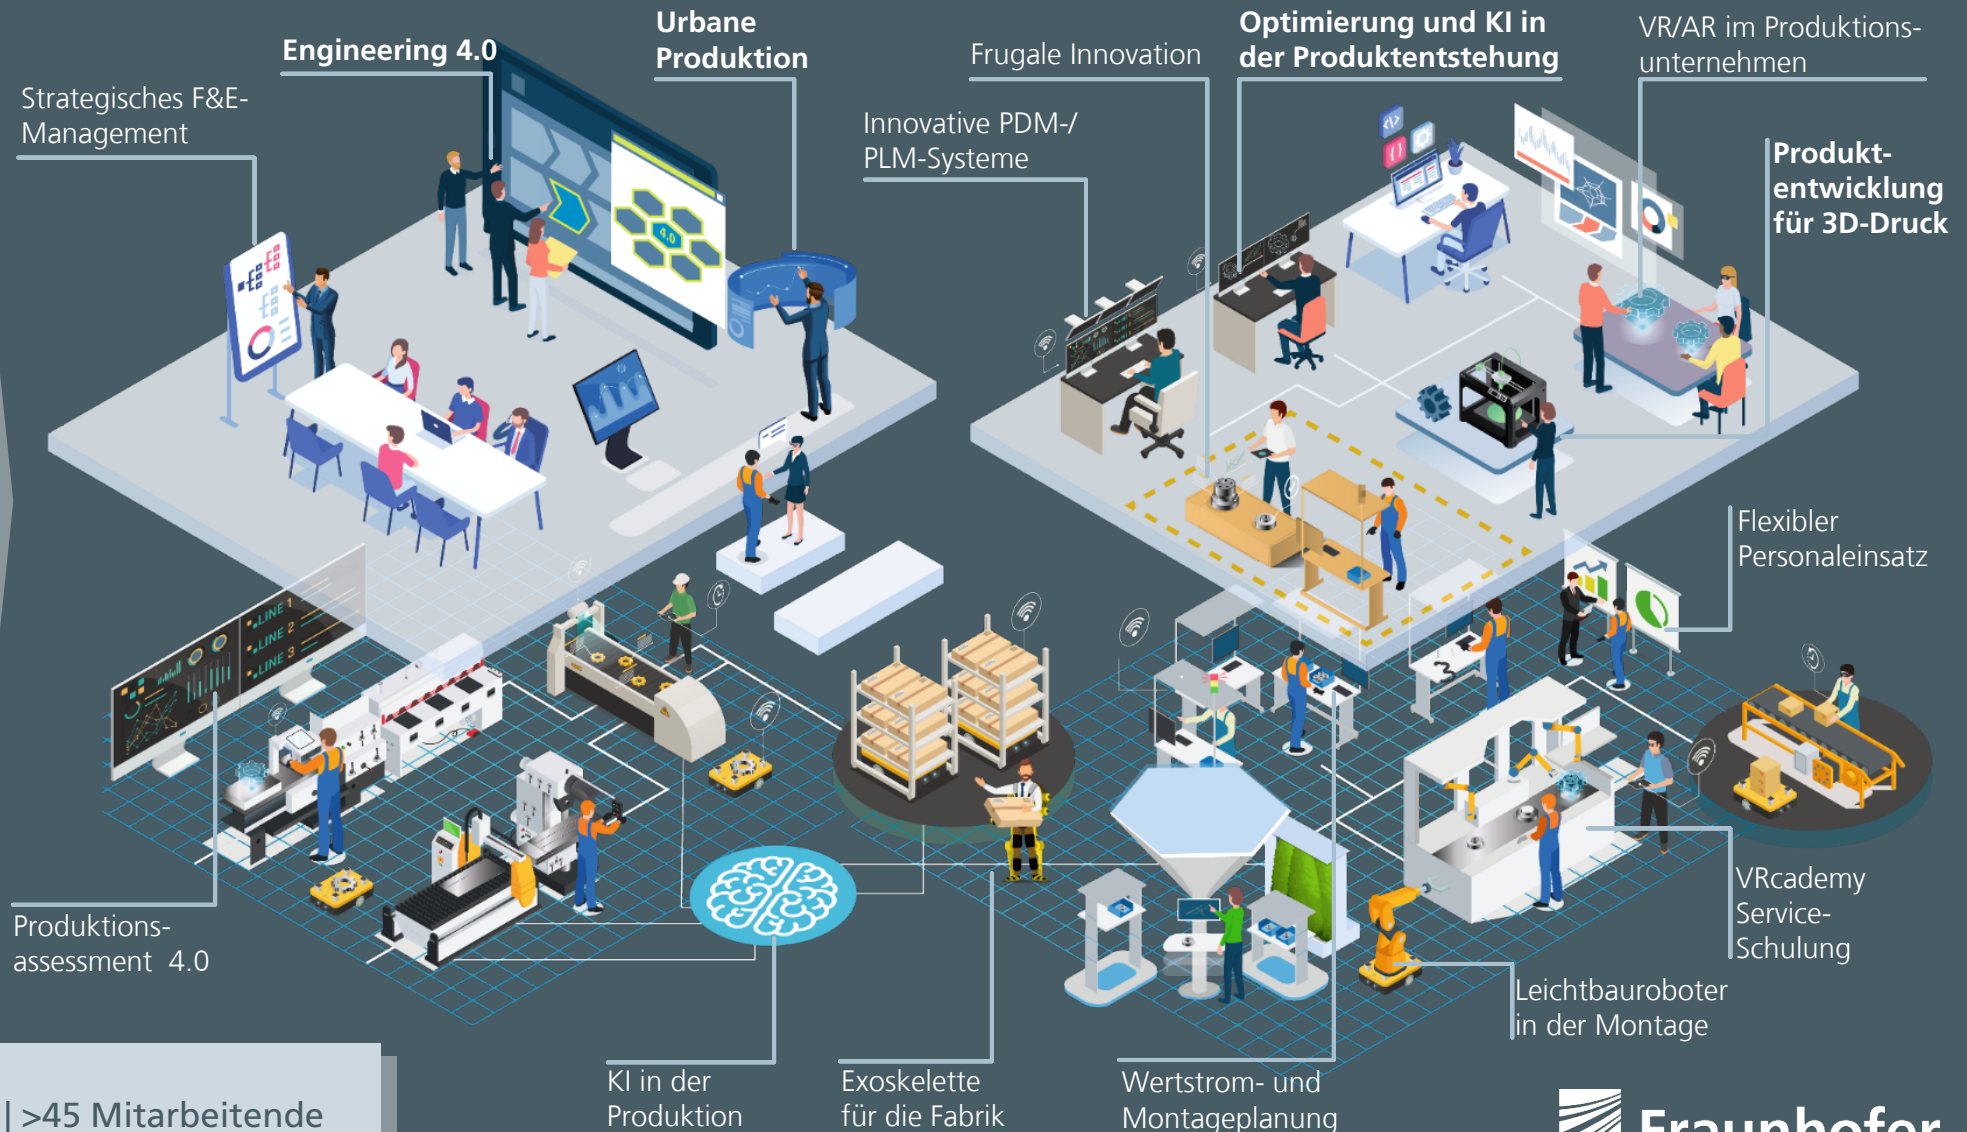 Strategisches F&E-
Management
Engineering 4.0
Urbane
Produktion
Frugale Innovation
Innovative PDM-/
PLM-Systeme
Optimierung und KI in
der Produktentstehung
VR/AR im Produktions-
unternehmen
Produkt-
entwicklung
für 3D-Druck
4.0
Flexibler
Personaleinsatz
LINE 1
LINE 2
LINE 3
Produktions-
assessment 4.0
VRcademy
Service-
Schulung
Leichtbauroboter
in der Montage
KI in der
Produktion
Exoskelette
für die Fabrik
Wertstrom- und
Montageplanung
| >45 Mitarbeitende
Fraunhofer